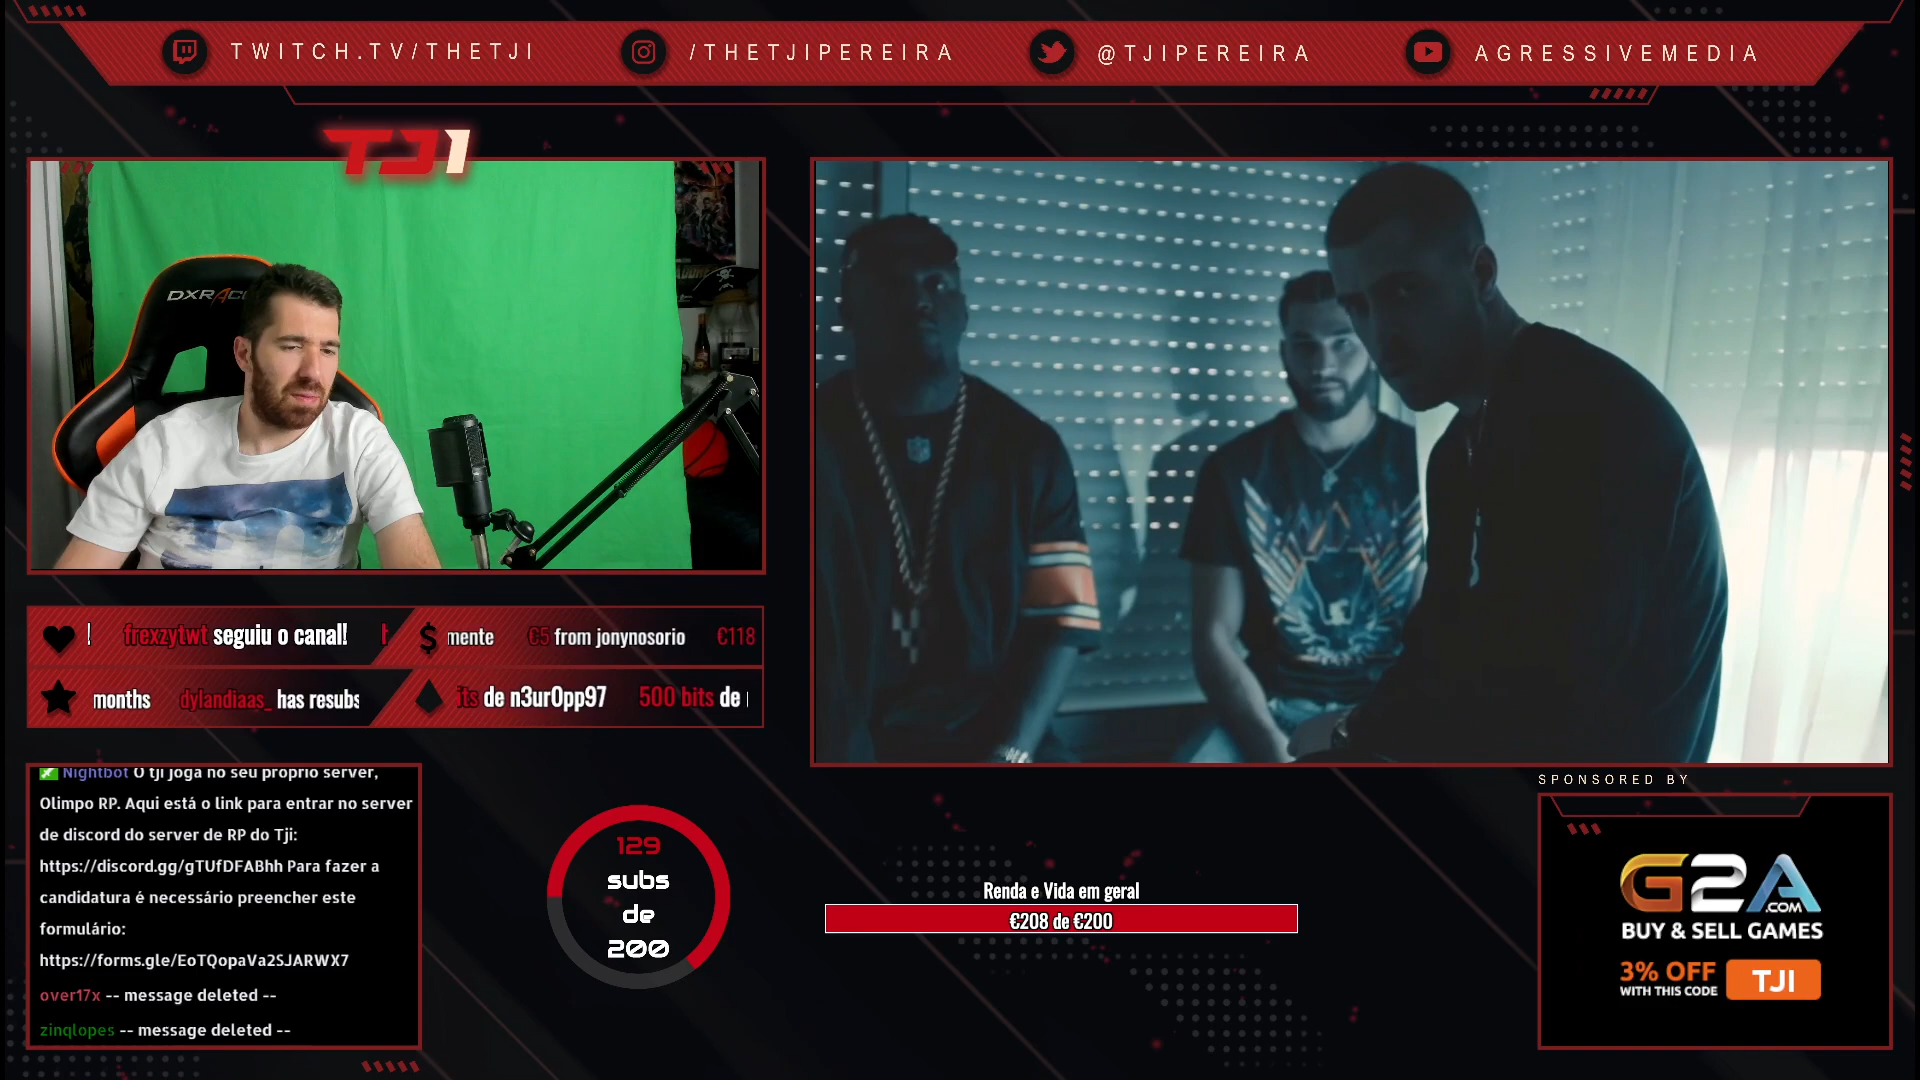 TWITCH.TV/THETJI
/THETJIPEREIRA
@TJIPEREIRA
AGRESSIVEMEDIA
TJI
DXRAC
! frexzytwt seguiu o canal!
mente €5 from jonynosorio €118
months dylandiaas_ has resubs
its de n3ur0pp97 500 bits de
Nightbot O tji joga no seu próprio server,
Olimpo RP. Aqui está o link para entrar no server
de discord do server de RP do Tji:
https://discord.gg/gTUfDFABhh Para fazer a
candidatura é necessário preencher este
formulário:
https://forms.gle/EoTQopaVa2SJARWX7
over17x -- message deleted --
zinqlopes -- message deleted --
129
subs
de
200
Renda e Vida em geral
€208 de €200
SPONSORED BY
G2A
.COM
BUY & SELL GAMES
3% OFF
WITH THIS CODE
TJI